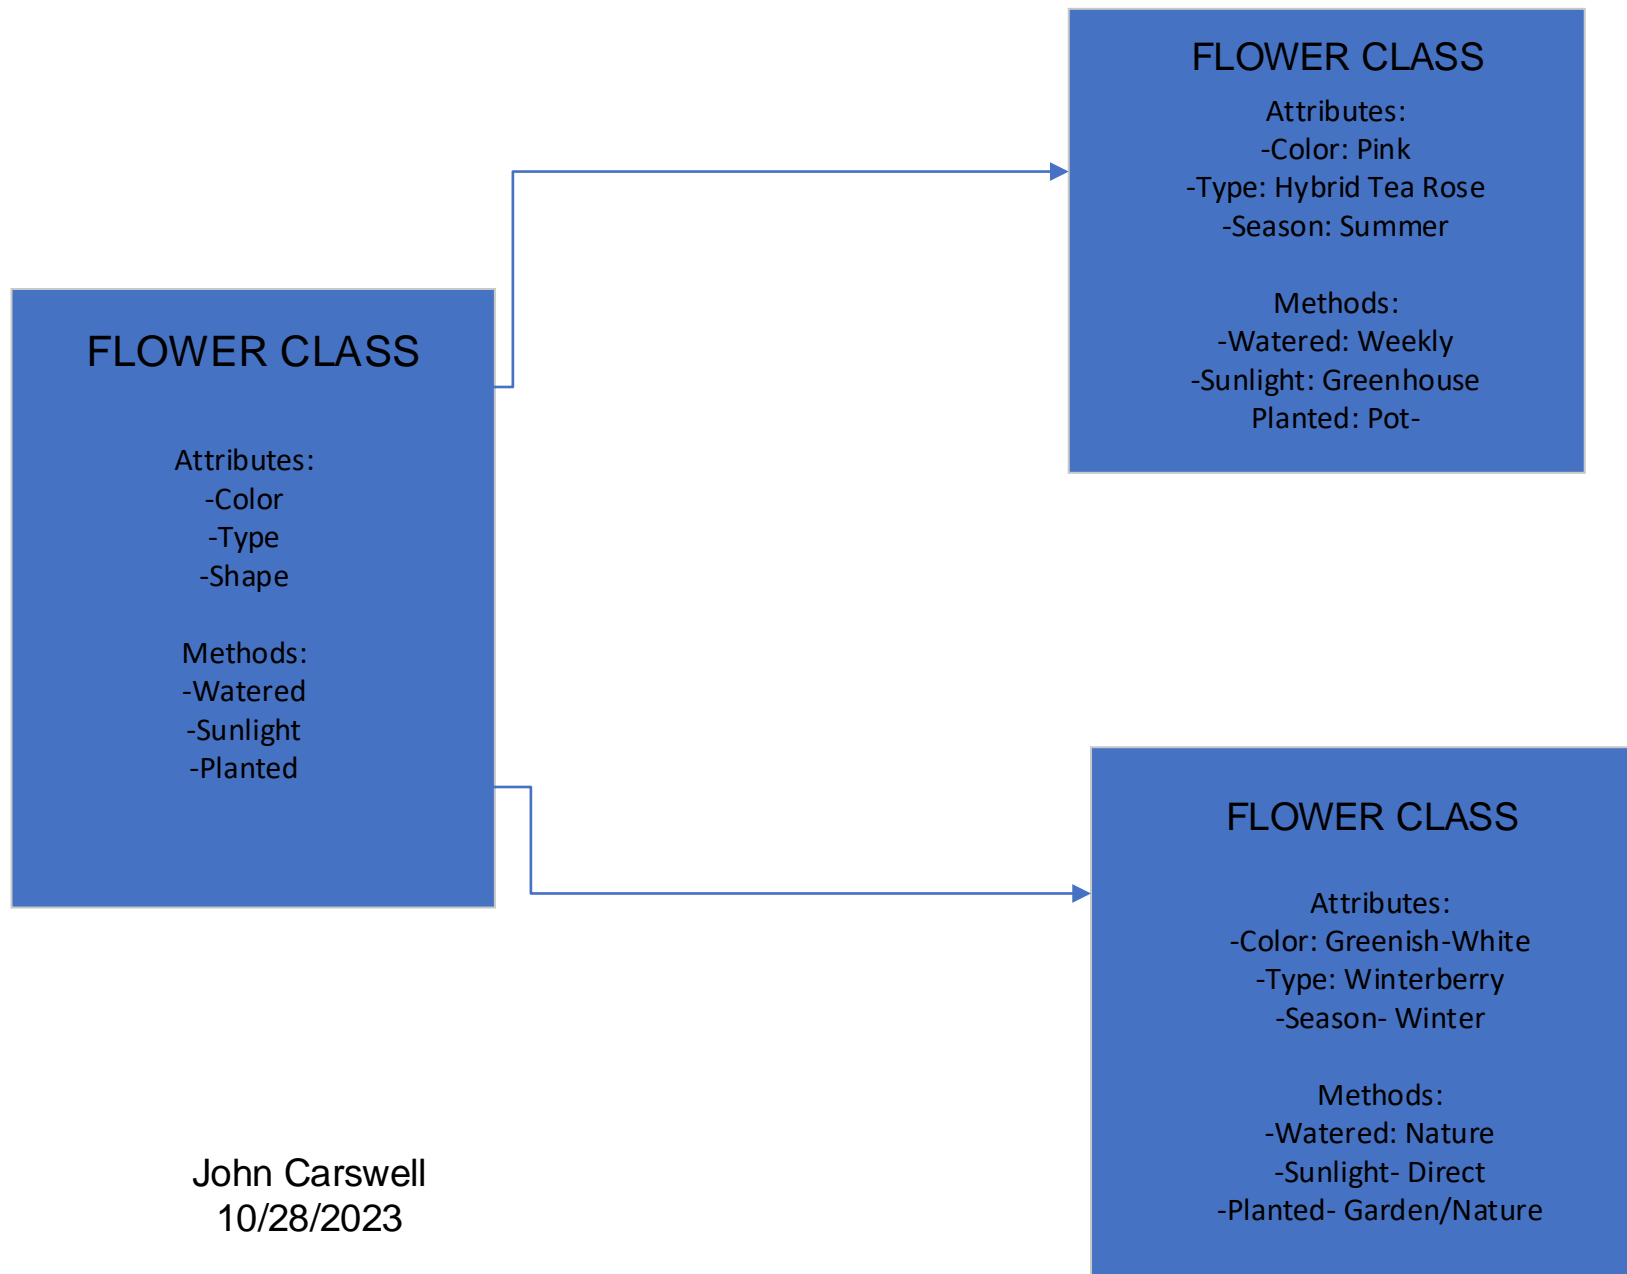 FLOWER CLASS
Attributes:
-Color
-Type
-Shape
Methods:
-Watered
-Sunlight
-Planted
FLOWER CLASS
Attributes:
-Color: Pink
-Type: Hybrid Tea Rose
-Season: Summer
Methods:
-Watered: Weekly
-Sunlight: Greenhouse
Planted: Pot-
FLOWER CLASS
Attributes:
-Color: Greenish-White
-Type: Winterberry
-Season- Winter
Methods:
-Watered: Nature
-Sunlight- Direct
-Planted- Garden/Nature
John Carswell
10/28/2023